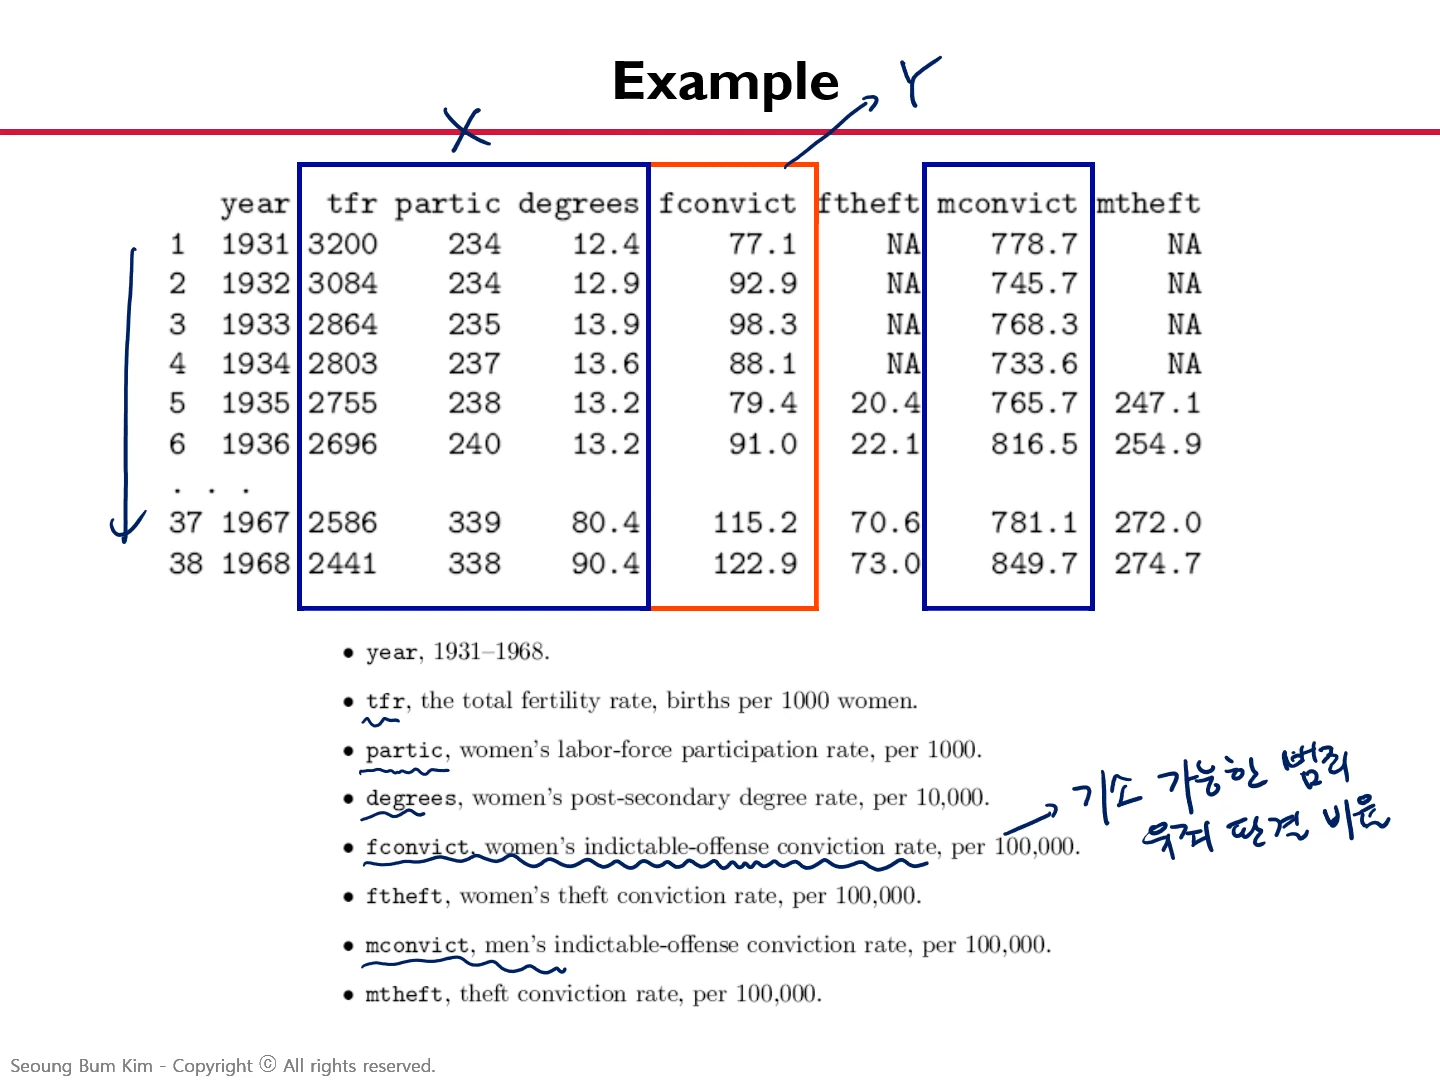 Example
Y
X
year tfr partic degrees fconvict ftheft mconvict mtheft
1 1931 3200 234 12.4 77.1 NA 778.7 NA
2 1932 3084 234 12.9 92.9 NA 745.7 NA
3 1933 2864 235 13.9 98.3 NA 768.3 NA
4 1934 2803 237 13.6 88.1 NA 733.6 NA
5 1935 2755 238 13.2 79.4 20.4 765.7 247.1
6 1936 2696 240 13.2 91.0 22.1 816.5 254.9
. . .
37 1967 2586 339 80.4 115.2 70.6 781.1 272.0
38 1968 2441 338 90.4 122.9 73.0 849.7 274.7
• year, 1931–1968.
• tfr, the total fertility rate, births per 1000 women.
• partic, women's labor-force participation rate, per 1000.
• degrees, women's post-secondary degree rate, per 10,000.
기소 가능한 범죄
유죄 판결 비율
• fconvict, women's indictable-offense conviction rate, per 100,000.
• ftheft, women's theft conviction rate, per 100,000.
• mconvict, men's indictable-offense conviction rate, per 100,000.
• mtheft, theft conviction rate, per 100,000.
Seoung Bum Kim - Copyright © All rights reserved.